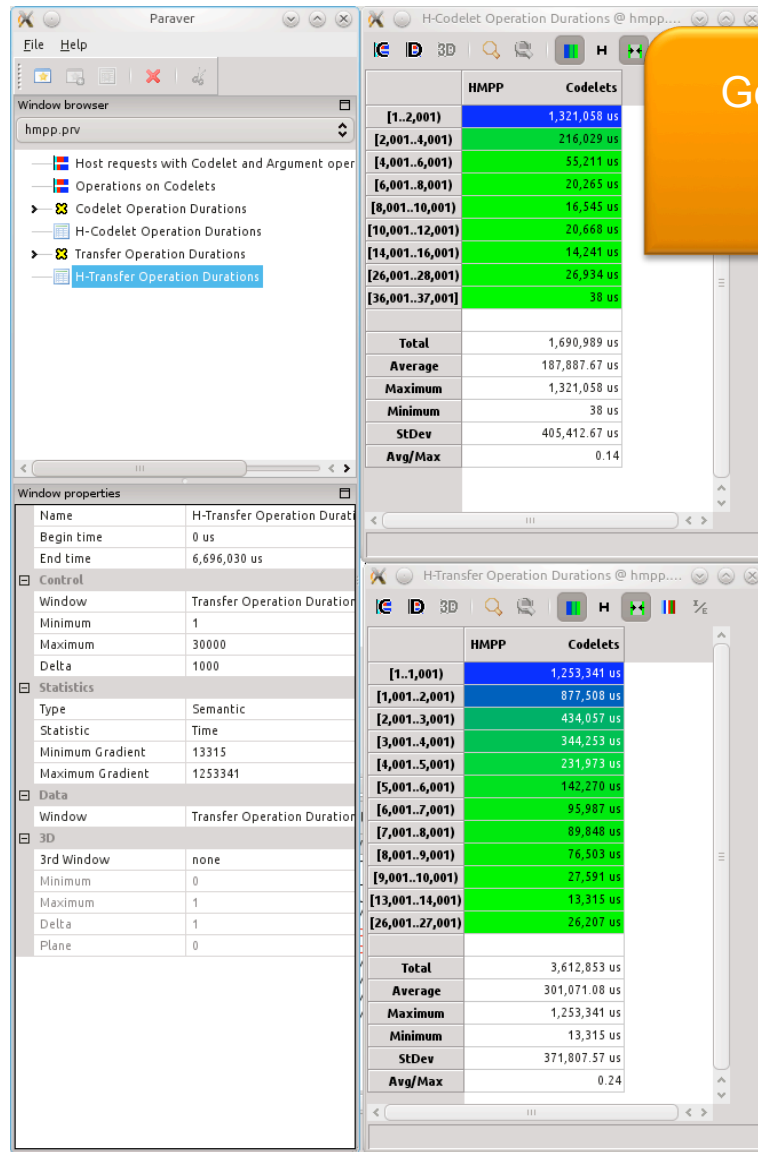 Paraver
File Help
Window browser
hmpp.prv
Host requests with Codelet and Argument oper
Operations on Codelets
Codelet Operation Durations
H-Codelet Operation Durations
Transfer Operation Durations
H-Transfer Operation Durations
Window properties
Name H-Transfer Operation Durati
Begin time 0 us
End time 6,696,030 us
Control
Window Transfer Operation Duration
Minimum 1
Maximum 30000
Delta 1000
Statistics
Type Semantic
Statistic Time
Minimum Gradient 13315
Maximum Gradient 1253341
Data
Window Transfer Operation Duration
3D
3rd Window none
Minimum 0
Maximum 1
Delta 1
Plane 0
H-Codelet Operation Durations @ hmpp....
3D H
HMPP Codelets
[1..2,001) 1,321,058 us
[2,001..4,001) 216,029 us
[4,001..6,001) 55,211 us
[6,001..8,001) 20,265 us
[8,001..10,001) 16,545 us
[10,001..12,001) 20,668 us
[14,001..16,001) 14,241 us
[26,001..28,001) 26,934 us
[36,001..37,001] 38 us
Total 1,690,989 us
Average 187,887.67 us
Maximum 1,321,058 us
Minimum 38 us
StDev 405,412.67 us
Avg/Max 0.14
H-Transfer Operation Durations @ hmpp....
3D H Σ/E
HMPP Codelets
[1..1,001) 1,253,341 us
[1,001..2,001) 877,508 us
[2,001..3,001) 434,057 us
[3,001..4,001) 344,253 us
[4,001..5,001) 231,973 us
[5,001..6,001) 142,270 us
[6,001..7,001) 95,987 us
[7,001..8,001) 89,848 us
[8,001..9,001) 76,503 us
[9,001..10,001) 27,591 us
[13,001..14,001) 13,315 us
[26,001..27,001) 26,207 us
Total 3,612,853 us
Average 301,071.08 us
Maximum 1,253,341 us
Minimum 13,315 us
StDev 371,807.57 us
Avg/Max 0.24